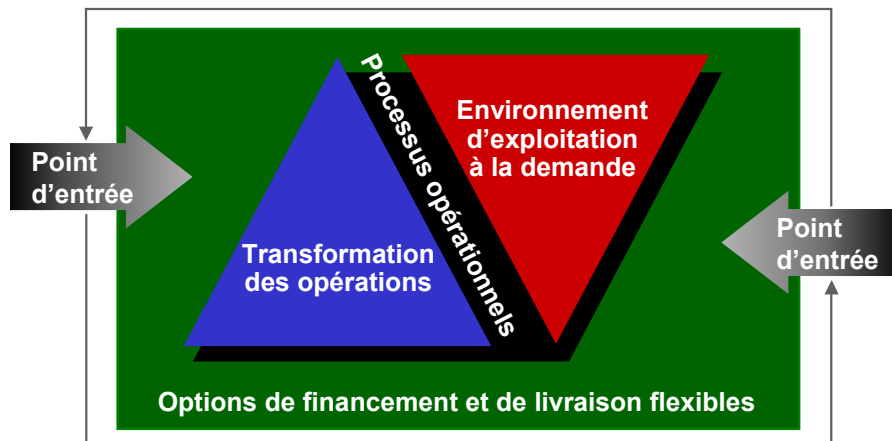 Processus opérationnels
Environnement
d’exploitation
à la demande
Point
d’entrée
Point
d’entrée
Transformation
des opérations
Options de financement et de livraison flexibles